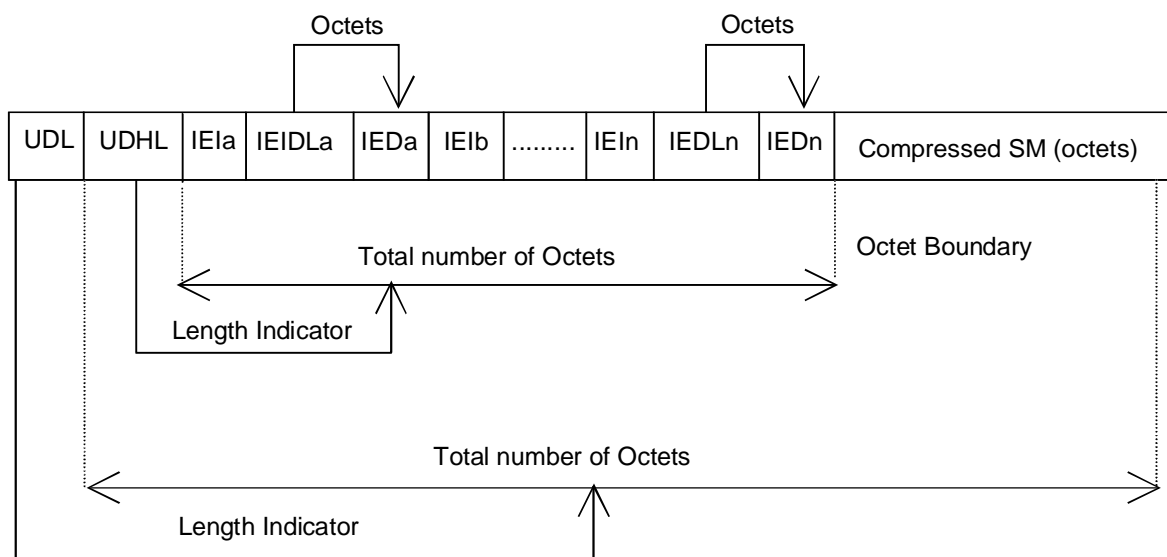 Octets Octets
UDL UDHL IEIa IEIDLa IEDa IEIb ......... IEIn IEDLn IEDn Compressed SM (octets)
Total number of Octets Octet Boundary
Length Indicator
Total number of Octets
Length Indicator